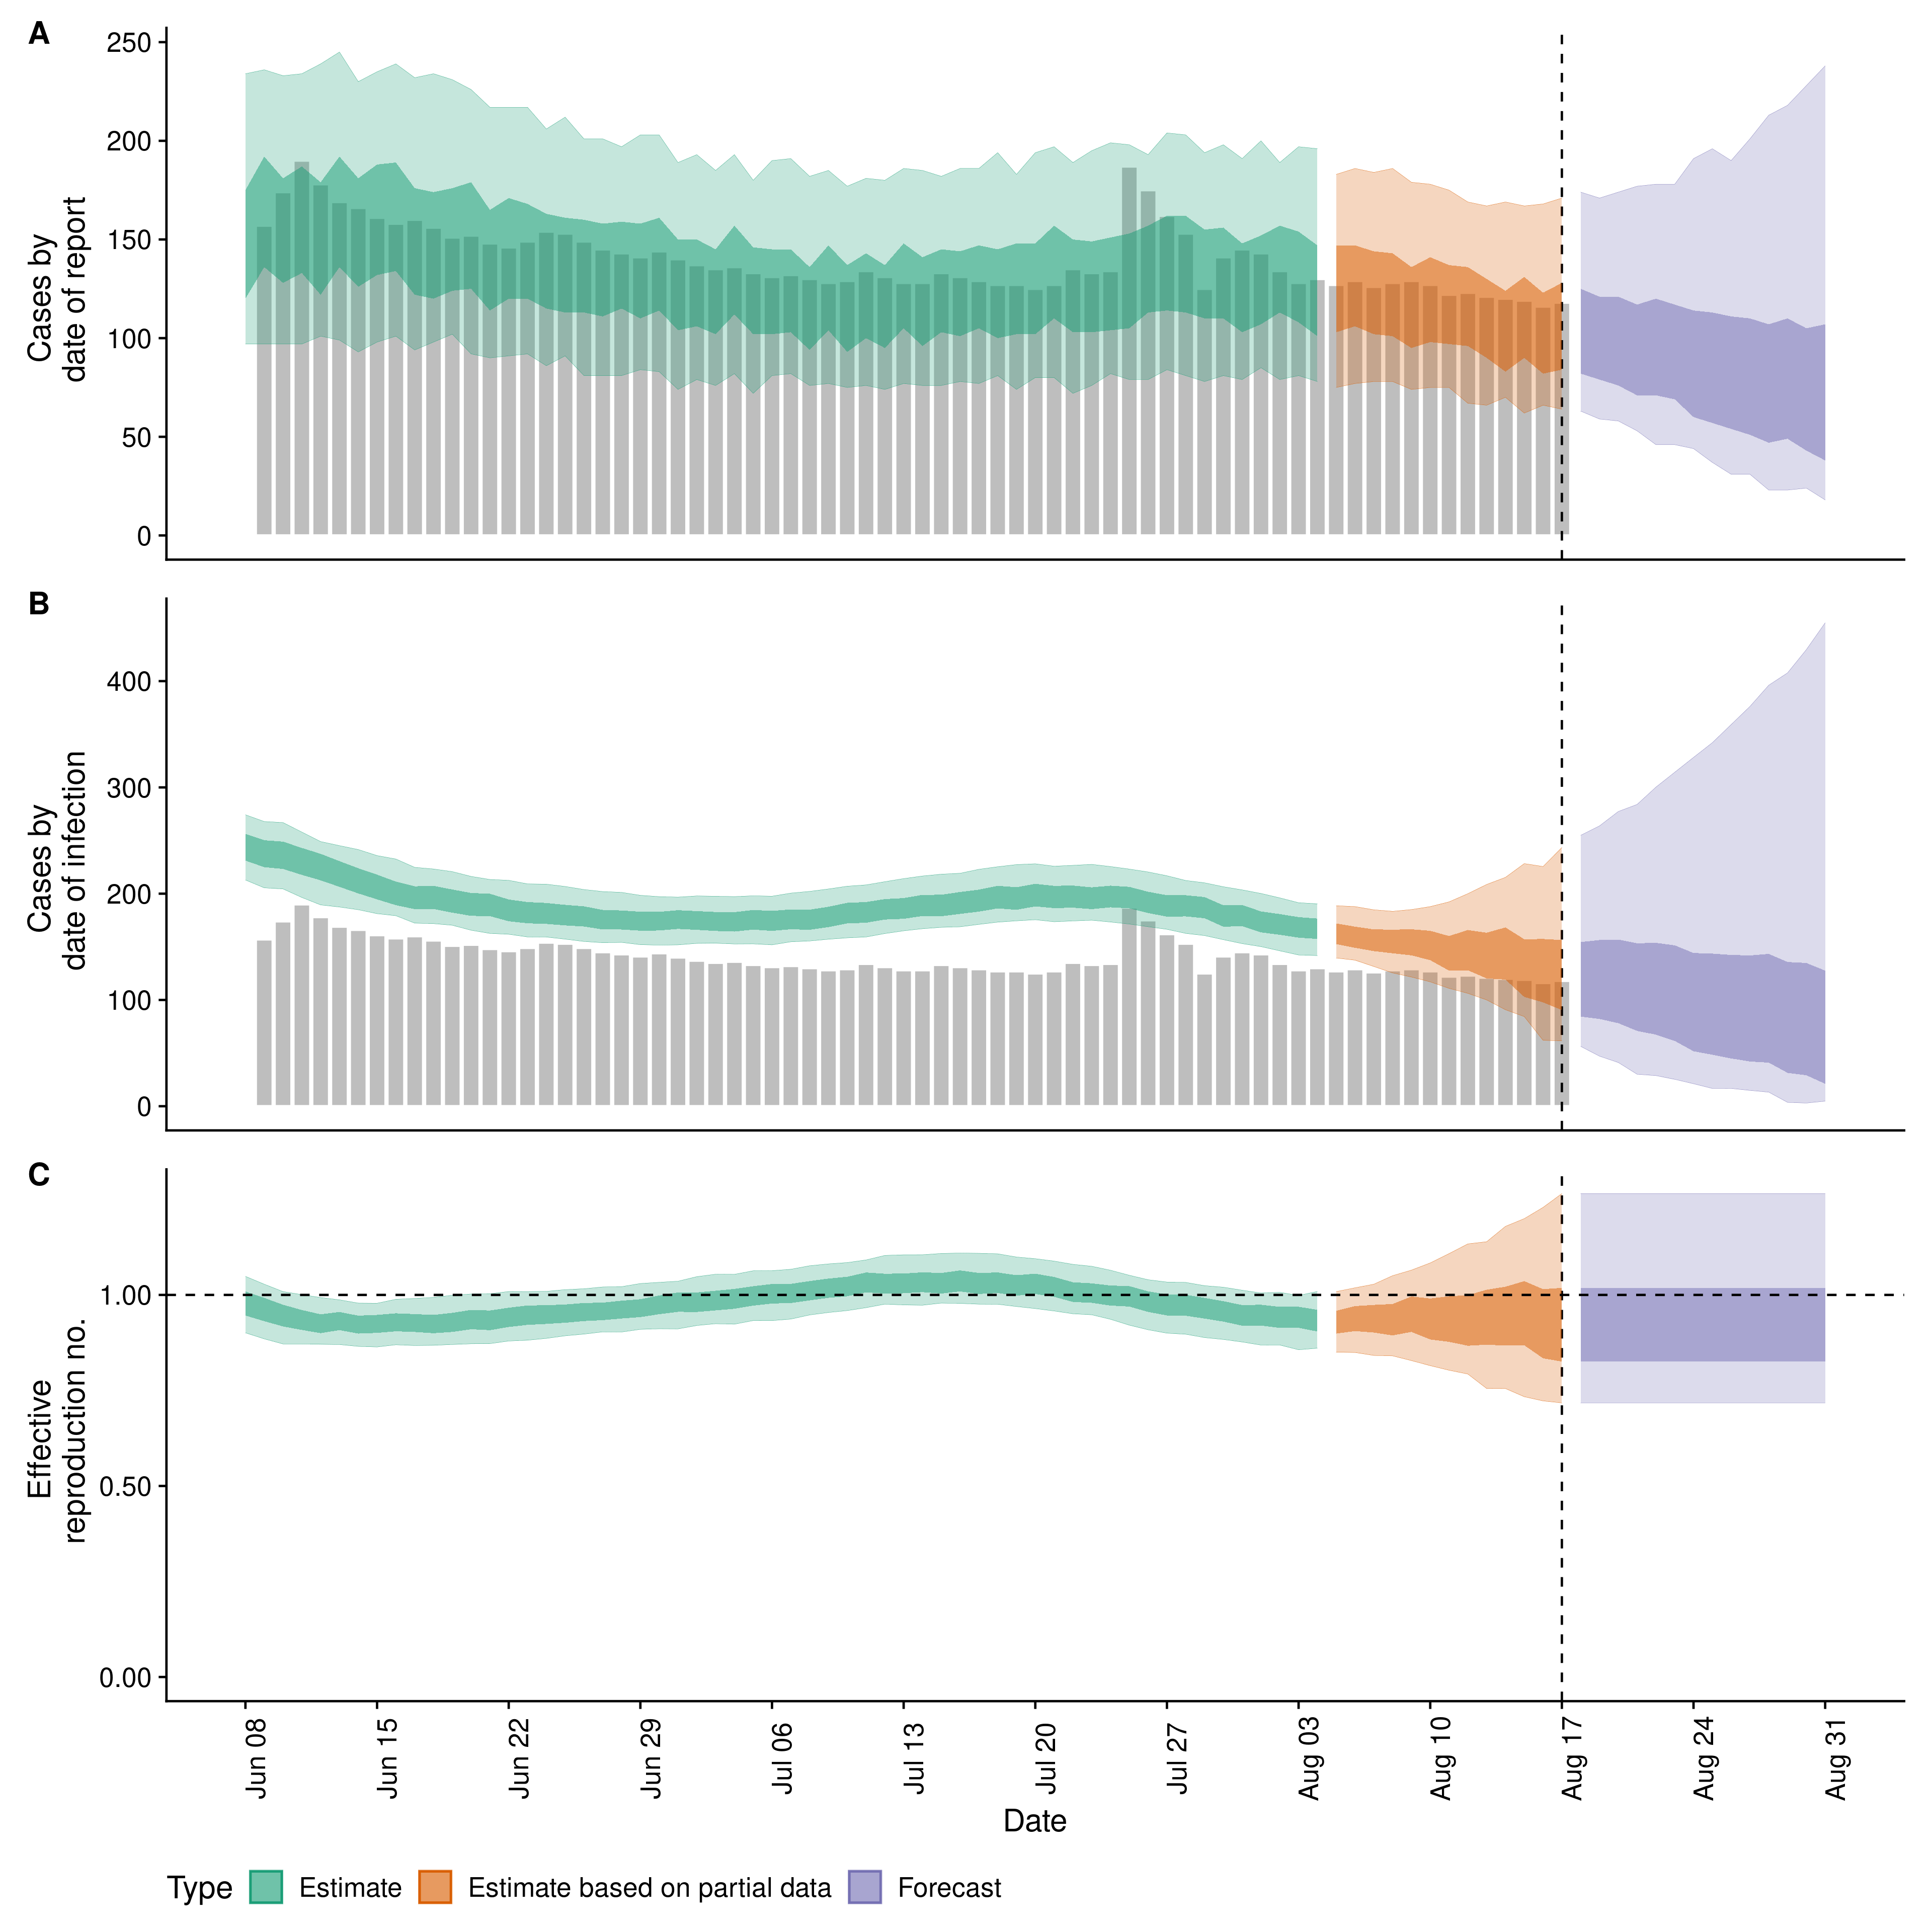 A
Cases by
date of report
250
200
150
100
50
0
B
Cases by
date of infection
400
300
200
100
0
C
Effective
reproduction no.
1.00
0.50
0.00
Jun 08
Jun 15
Jun 22
Jun 29
Jul 06
Jul 13
Jul 20
Jul 27
Aug 03
Aug 10
Aug 17
Aug 24
Aug 31
Date
Type Estimate Estimate based on partial data Forecast